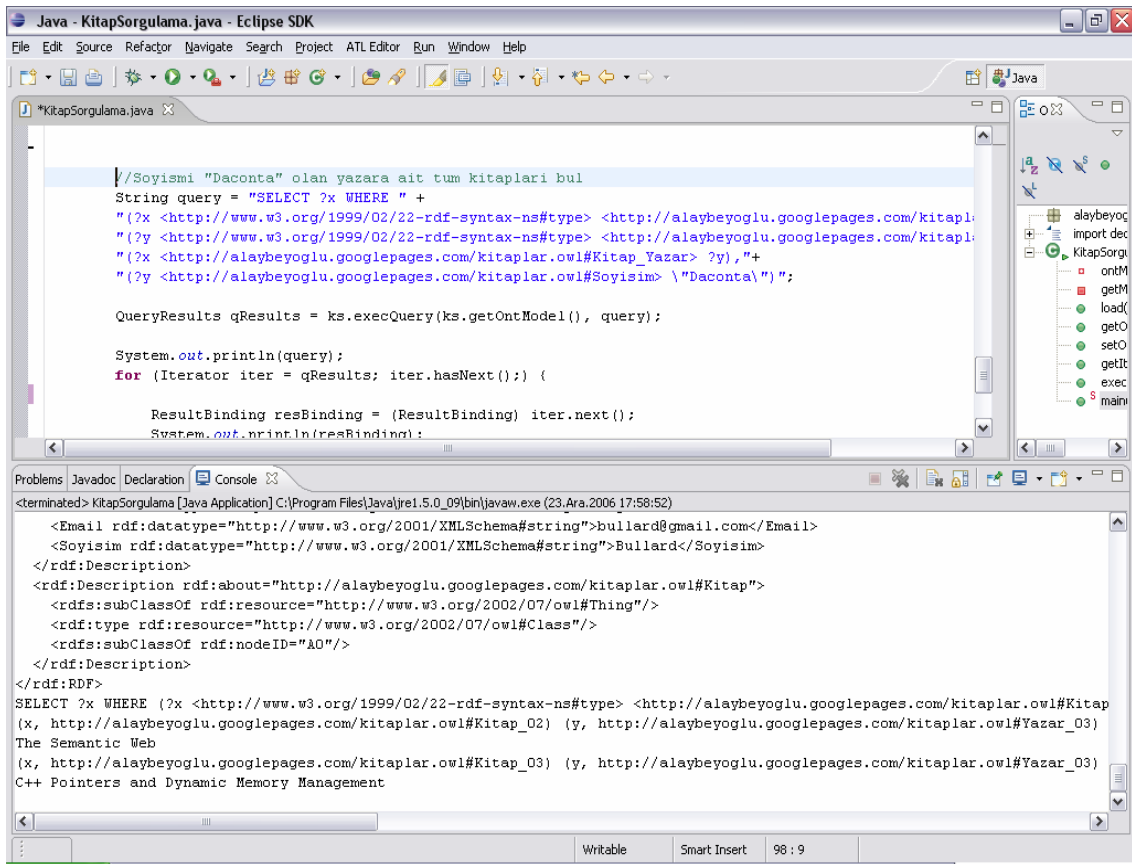 Java - KitapSorgulama.java - Eclipse SDK
File Edit Source Refactor Navigate Search Project ATL Editor Run Window Help
Java
*KitapSorgulama.java
//Soyismi "Daconta" olan yazara ait tum kitaplari bul
String query = "SELECT ?x WHERE " +
"(?x <http://www.w3.org/1999/02/22-rdf-syntax-ns#type> <http://alaybeyoglu.googlepages.com/kitapl
"(?y <http://www.w3.org/1999/02/22-rdf-syntax-ns#type> <http://alaybeyoglu.googlepages.com/kitapl
"(?x <http://alaybeyoglu.googlepages.com/kitaplar.owl#Kitap_Yazar> ?y),"+
"(?y <http://alaybeyoglu.googlepages.com/kitaplar.owl#Soyisim> \"Daconta\")";
QueryResults qResults = ks.execQuery(ks.getOntModel(), query);
System.out.println(query);
for (Iterator iter = qResults; iter.hasNext();) {
ResultBinding resBinding = (ResultBinding) iter.next();
System.out.println(resBinding);
O
alaybeyog
import dec
KitapSorgu
ontM
getM
load(
getO
setO
getIt
exec
main
Problems Javadoc Declaration Console
<terminated> KitapSorgulama [Java Application] C:\Program Files\Java\jre1.5.0_09\bin\javaw.exe (23.Ara.2006 17:58:52)
<Email rdf:datatype="http://www.w3.org/2001/XMLSchema#string">bullard@gmail.com</Email>
<Soyisim rdf:datatype="http://www.w3.org/2001/XMLSchema#string">Bullard</Soyisim>
</rdf:Description>
<rdf:Description rdf:about="http://alaybeyoglu.googlepages.com/kitaplar.owl#Kitap">
<rdfs:subClassOf rdf:resource="http://www.w3.org/2002/07/owl#Thing"/>
<rdf:type rdf:resource="http://www.w3.org/2002/07/owl#Class"/>
<rdfs:subClassOf rdf:nodeID="A0"/>
</rdf:Description>
</rdf:RDF>
SELECT ?x WHERE (?x <http://www.w3.org/1999/02/22-rdf-syntax-ns#type> <http://alaybeyoglu.googlepages.com/kitaplar.owl#Kitap
(x, http://alaybeyoglu.googlepages.com/kitaplar.owl#Kitap_02) (y, http://alaybeyoglu.googlepages.com/kitaplar.owl#Yazar_03)
The Semantic Web
(x, http://alaybeyoglu.googlepages.com/kitaplar.owl#Kitap_03) (y, http://alaybeyoglu.googlepages.com/kitaplar.owl#Yazar_03)
C++ Pointers and Dynamic Memory Management
Writable Smart Insert 98 : 9